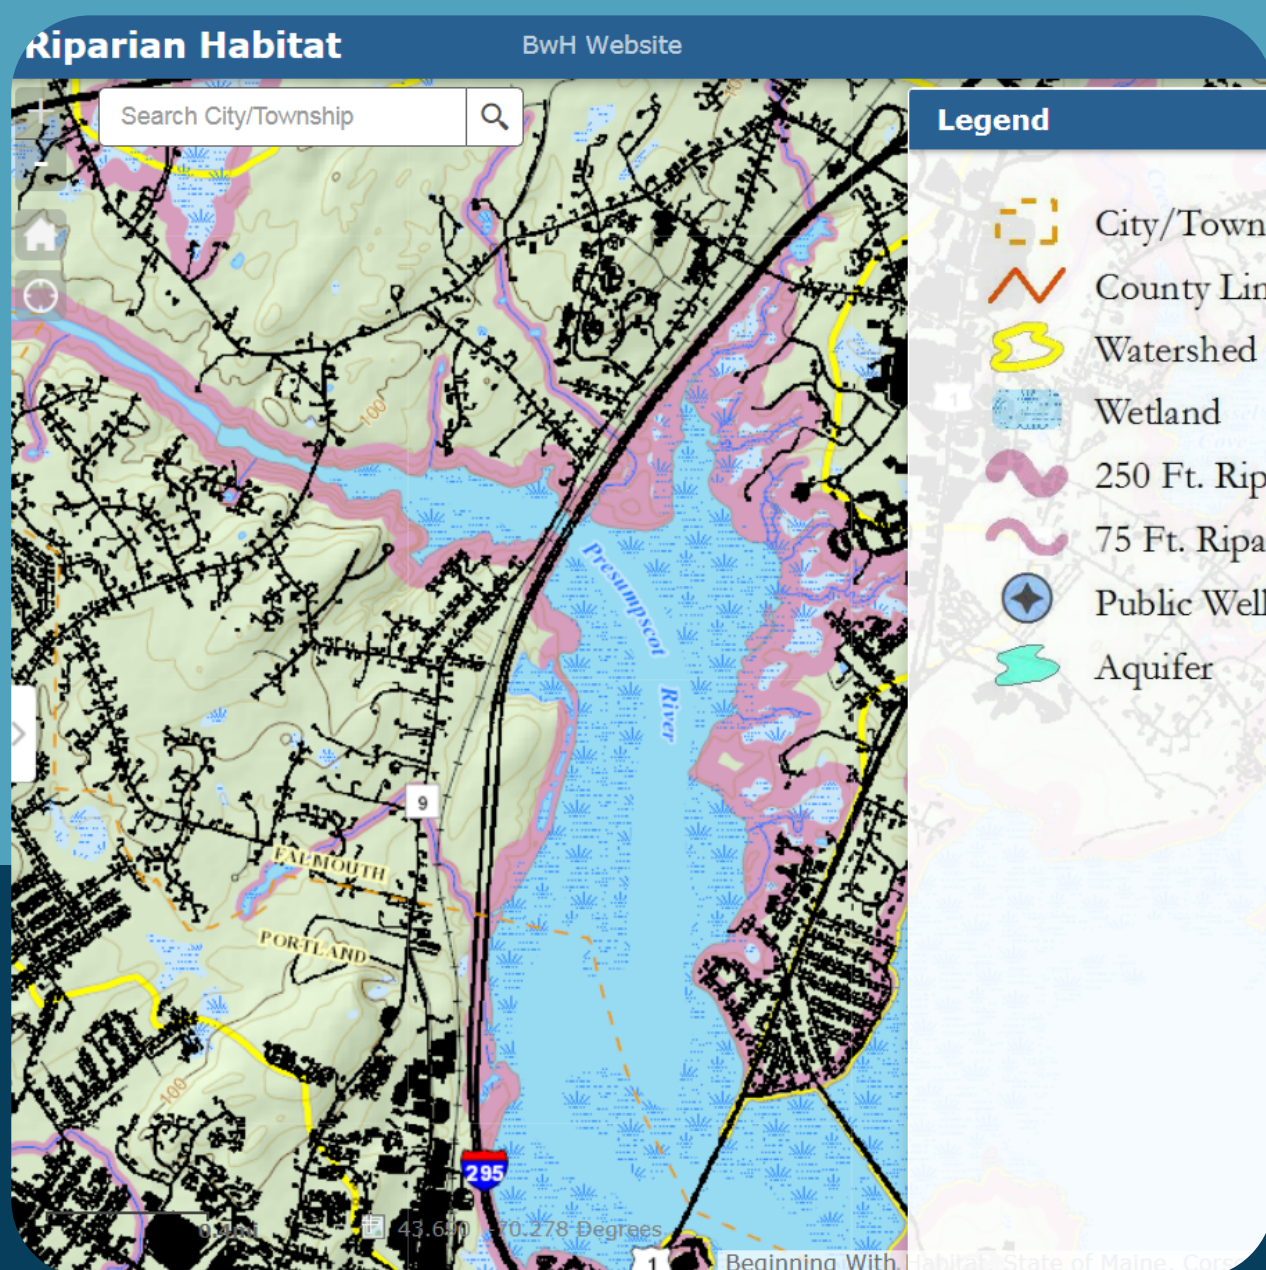 Riparian Habitat
BwH Website
Search City/Township
Legend
City/Town
County Lin
Watershed
Wetland
250 Ft. Rip
75 Ft. Ripa
Public Well
Aquifer
100
100
100
Presumpscot
River
9
FALMOUTH
PORTLAND
295
1
1
-70.278 Degrees
Beginning With Habitat, State of Maine,